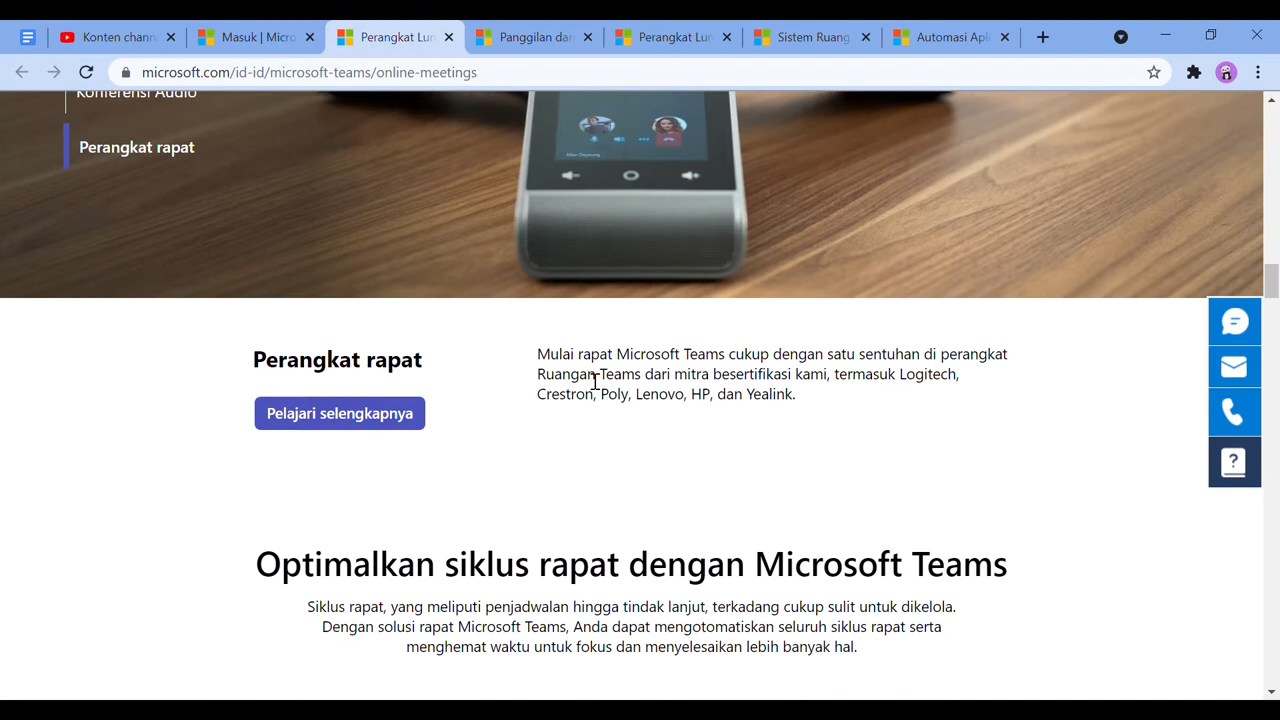 Konten chann
Masuk | Micro
Perangkat Lun
Panggilan dan
Perangkat Lun
Sistem Ruang
Automasi Apli
microsoft.com/id-id/microsoft-teams/online-meetings
Konferensi Audio
Perangkat rapat
Perangkat rapat
Pelajari selengkapnya
Mulai rapat Microsoft Teams cukup dengan satu sentuhan di perangkat
Ruangan Teams dari mitra besertifikasi kami, termasuk Logitech,
Crestron, Poly, Lenovo, HP, dan Yealink.
Optimalkan siklus rapat dengan Microsoft Teams
Siklus rapat, yang meliputi penjadwalan hingga tindak lanjut, terkadang cukup sulit untuk dikelola.
Dengan solusi rapat Microsoft Teams, Anda dapat mengotomatiskan seluruh siklus rapat serta
menghemat waktu untuk fokus dan menyelesaikan lebih banyak hal.